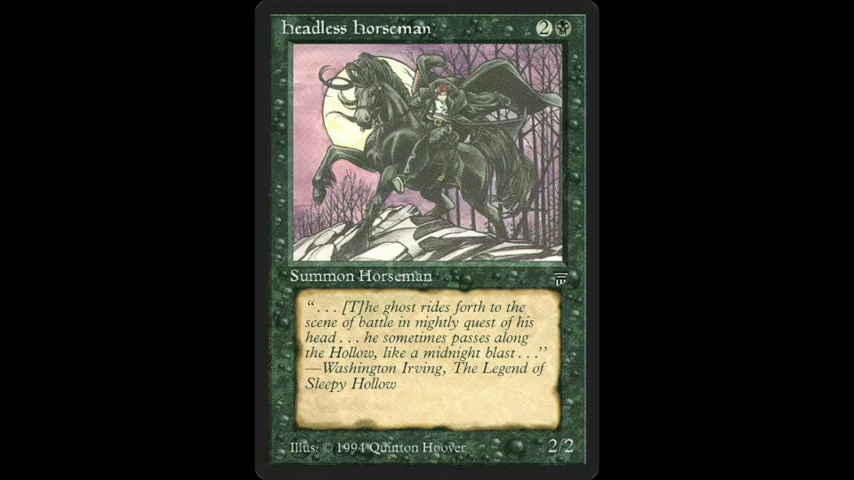 Headless Horseman 2
Summon Horseman
“. . . [T]he ghost rides forth to the
scene of battle in nightly quest of his
head . . . he sometimes passes along
the Hollow, like a midnight blast . . .”
—Washington Irving, The Legend of
Sleepy Hollow
Illus. © 1994 Quinton Hoover 2/2